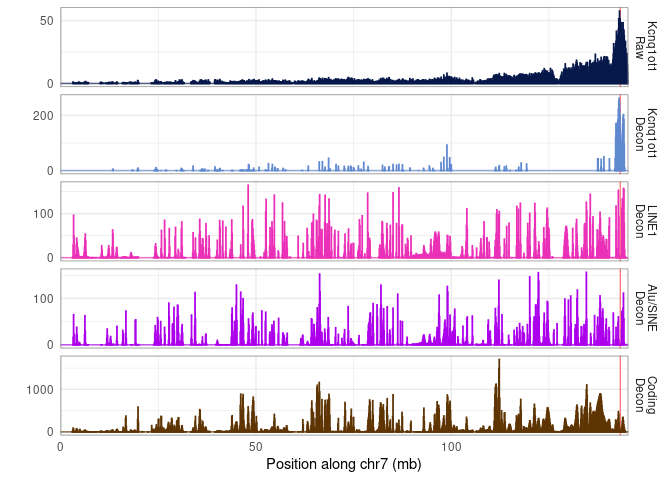 50
0
Kcnq1ot1
Raw
200
0
Kcnq1ot1
Decon
100
0
LINE1
Decon
100
0
Alu/SINE
Decon
1000
0
Coding
Decon
0
50
100
Position along chr7 (mb)